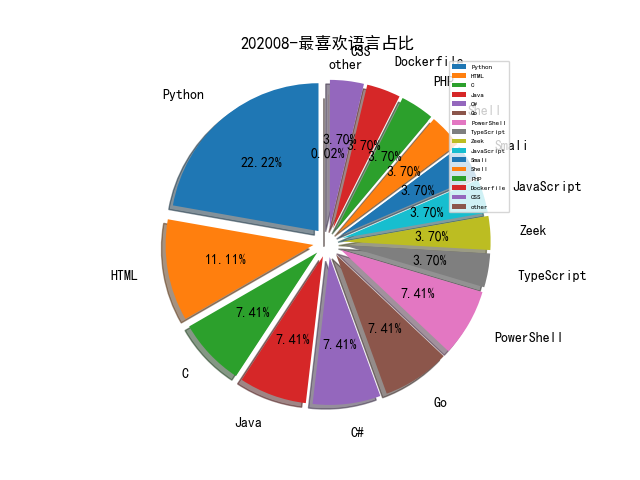 202008-最喜欢语言占比
CSS
other
Dockerfile
PHP
Shell
Smali
JavaScript
Zeek
TypeScript
PowerShell
Go
C#
Java
C
HTML
Python
22.22%
11.11%
7.41%
7.41%
7.41%
7.41%
7.41%
3.70%
3.70%
3.70%
3.70%
3.70%
3.70%
3.70%
3.70%
0.02%
Python
HTML
C
Java
C#
Go
PowerShell
TypeScript
Zeek
JavaScript
Smali
Shell
PHP
Dockerfile
CSS
other